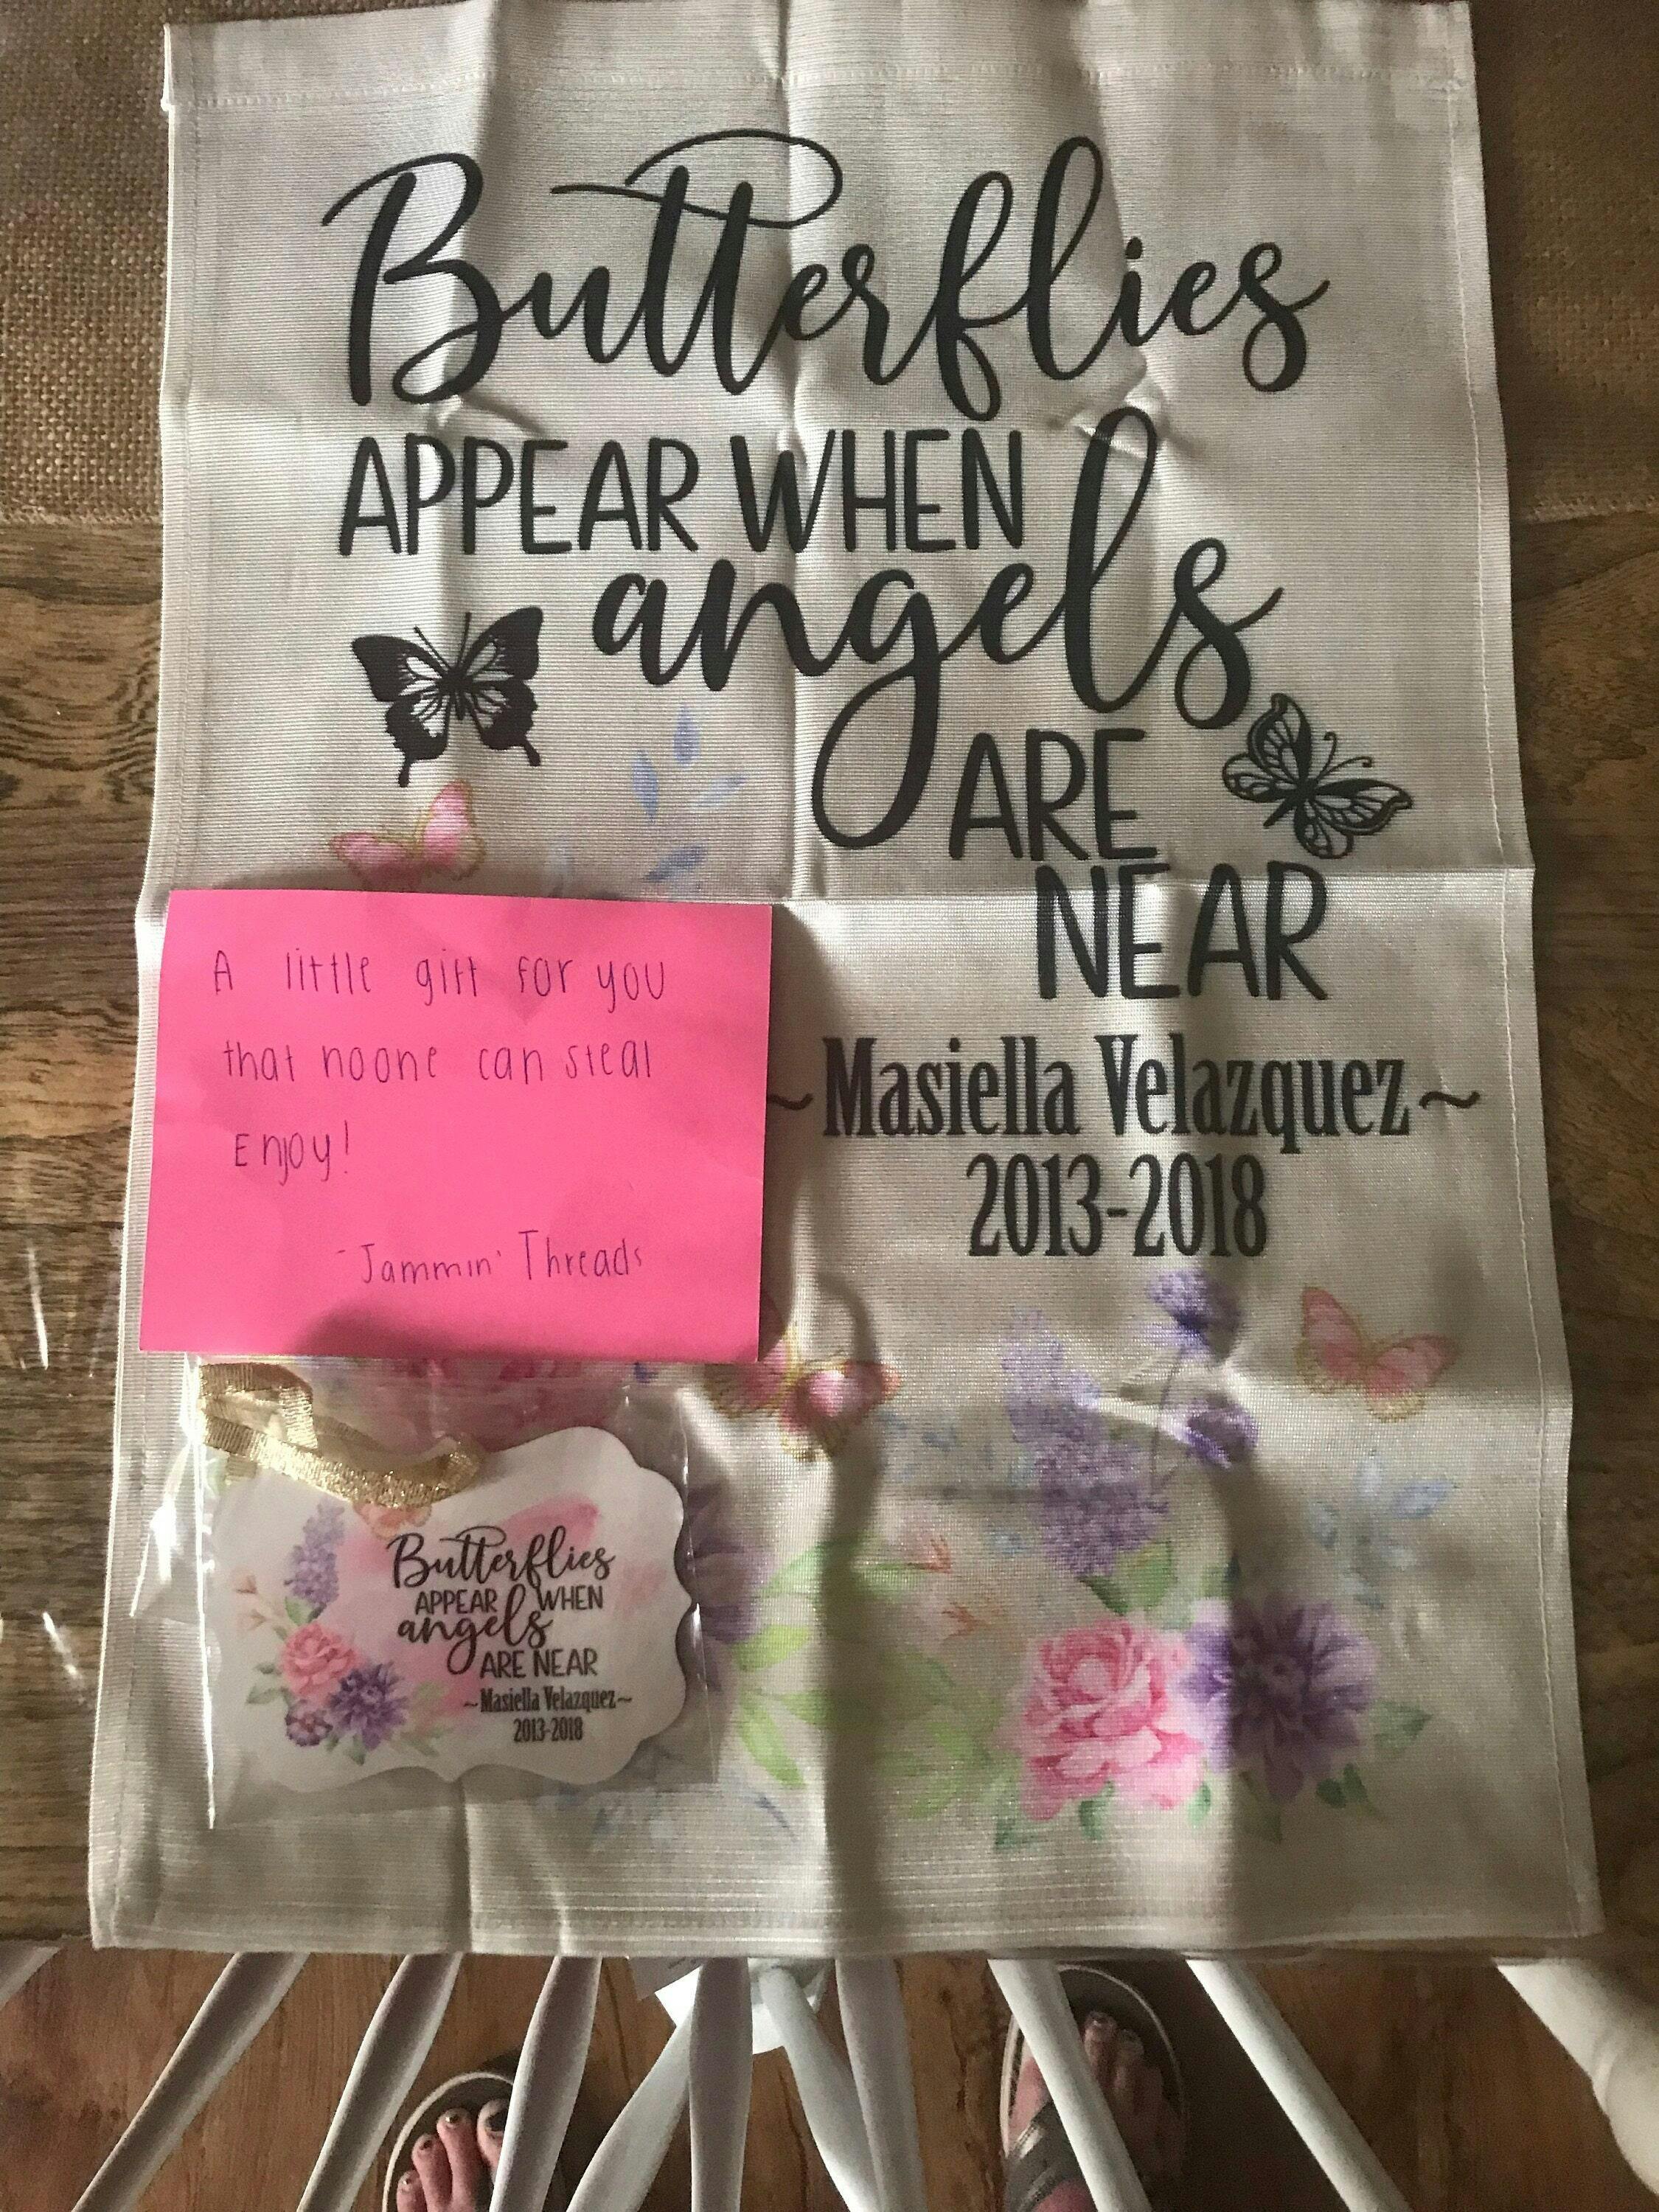 Butterflies
APPEAR WHEN
angels
ARE
NEAR
~Masiella Velazquez~
2013-2018
A little gift for you
that noone can steal
Enjoy!
- Jammin' Threads
Butterflies
APPEAR WHEN
angels
ARE NEAR
~Masiella Velazquez~
2013-2018